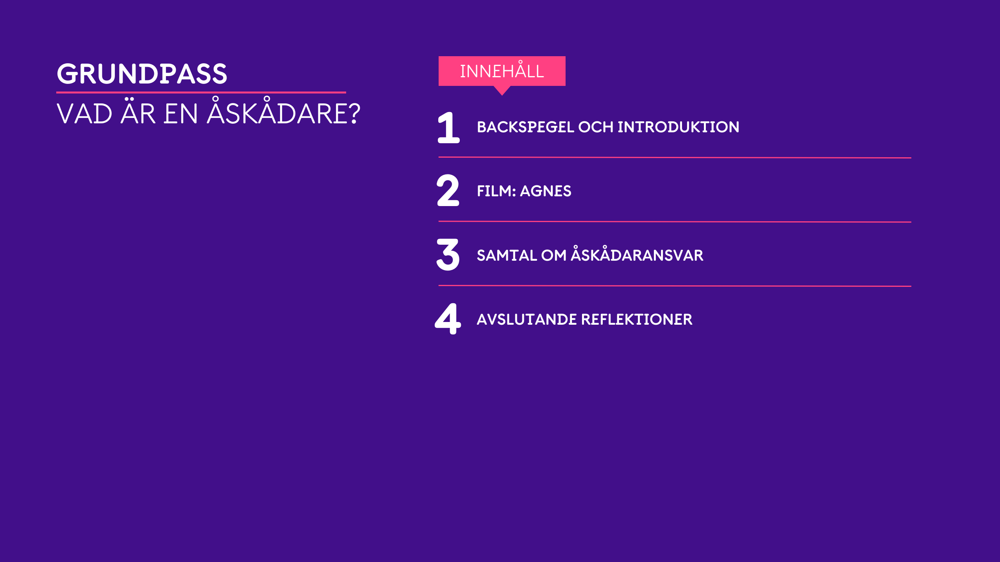 GRUNDPASS
VAD ÄR EN ÅSKÅDARE?
INNEHÅLL
1 BACKSPEGEL OCH INTRODUKTION
2 FILM: AGNES
3 SAMTAL OM ÅSKÅDARANSVAR
4 AVSLUTANDE REFLEKTIONER